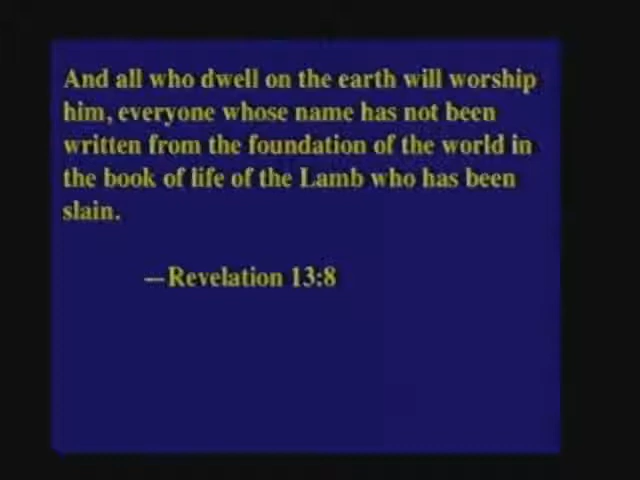 And all who dwell on the earth will worship
him, everyone whose name has not been
written from the foundation of the world in
the book of life of the Lamb who has been
slain.
—Revelation 13:8